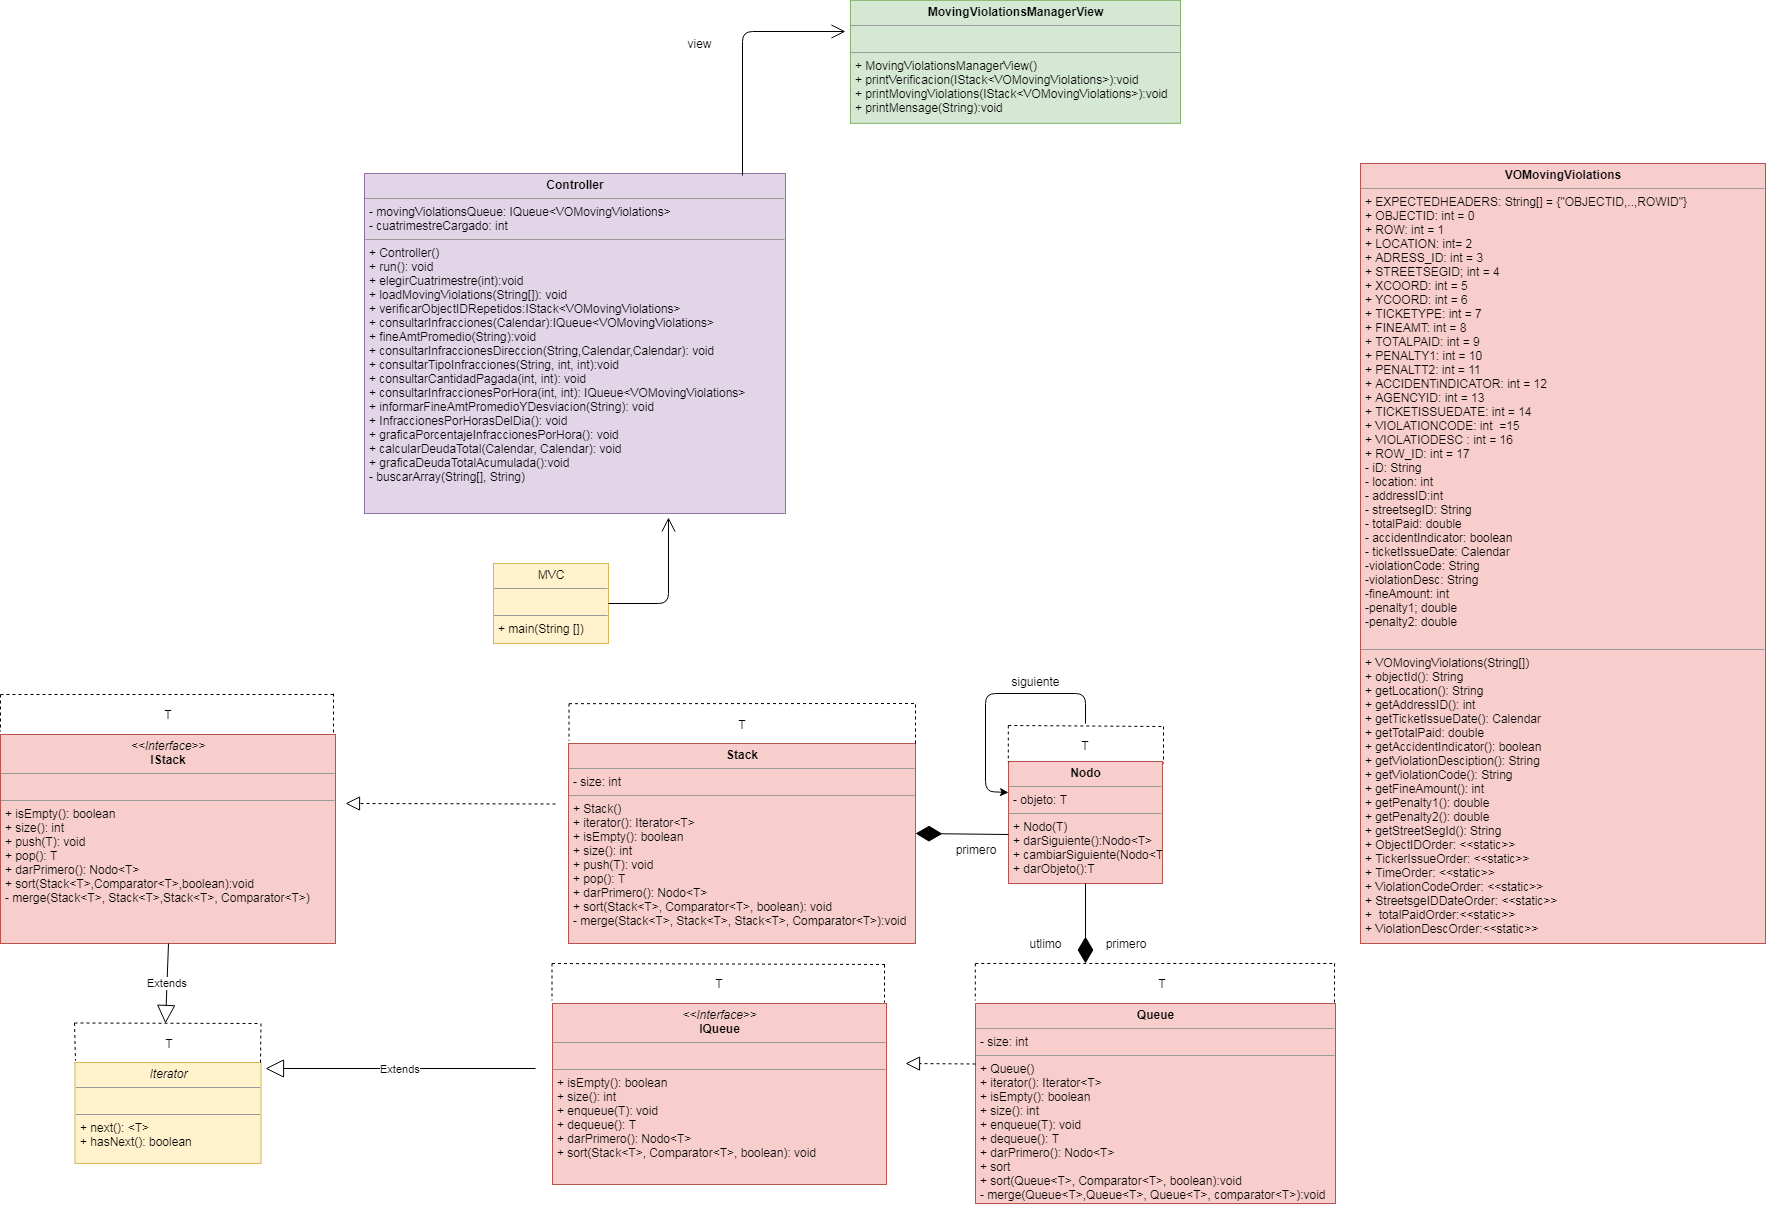 MovingViolationsManagerView
+ MovingViolationsManagerView()
+ printVerificacion(IStack<VOMovingViolations>):void
+ printMovingViolations(IStack<VOMovingViolations>):void
+ printMensage(String):void
view
Controller
- movingViolationsQueue: IQueue<VOMovingViolations>
- cuatrimestreCargado: int
+ Controller()
+ run(): void
+ elegirCuatrimestre(int):void
+ loadMovingViolations(String[]): void
+ verificarObjectIDRepetidos:IStack<VOMovingViolations>
+ consultarInfracciones(Calendar):IQueue<VOMovingViolations>
+ fineAmtPromedio(String):void
+ consultarInfraccionesDireccion(String,Calendar,Calendar): void
+ consultarTipoInfracciones(String, int, int):void
+ consultarCantidadPagada(int, int): void
+ consultarInfraccionesPorHora(int, int): IQueue<VOMovingViolations>
+ informarFineAmtPromedioYDesviacion(String): void
+ InfraccionesPorHorasDelDia(): void
+ graficaPorcentajeInfraccionesPorHora(): void
+ calcularDeudaTotal(Calendar, Calendar): void
+ graficaDeudaTotalAcumulada():void
- buscarArray(String[], String)
MVC
+ main(String [])
VOMovingViolations
+ EXPECTEDHEADERS: String[] = {"OBJECTID,..,ROWID"}
+ OBJECTID: int = 0
+ ROW: int = 1
+ LOCATION: int= 2
+ ADRESS_ID: int = 3
+ STREETSEGID; int = 4
+ XCOORD: int = 5
+ YCOORD: int = 6
+ TICKETYPE: int = 7
+ FINEAMT: int = 8
+ TOTALPAID: int = 9
+ PENALTY1: int = 10
+ PENALTT2: int = 11
+ ACCIDENTiNDICATOR: int = 12
+ AGENCYID: int = 13
+ TICKETISSUEDATE: int = 14
+ VIOLATIONCODE: int  =15
+ VIOLATIODESC : int = 16
+ ROW_ID: int = 17
- iD: String
- location: int
- addressID:int
- streetsegID: String
- totalPaid: double
- accidentIndicator: boolean
- ticketIssueDate: Calendar
-violationCode: String
-violationDesc: String
-fineAmount: int
-penalty1; double
-penalty2: double
+ VOMovingViolations(String[])
+ objectId(): String
+ getLocation(): String
+ getAddressID(): int
+ getTicketIssueDate(): Calendar
+ getTotalPaid: double
+ getAccidentIndicator(): boolean
+ getViolationDesciption(): String
+ getViolationCode(): String
+ getFineAmount(): int
+ getPenalty1(): double
+ getPenalty2(): double
+ getStreetSegId(): String
+ ObjectIDOrder: <<static>>
+ TickerIssueOrder: <<static>>
+ TimeOrder: <<static>>
+ ViolationCodeOrder: <<static>>
+ StreetsgeIDDateOrder: <<static>>
+  totalPaidOrder:<<static>>
+ ViolationDescOrder:<<static>>
T
<<Interface>>
IStack
+ isEmpty(): boolean
+ size(): int
+ push(T): void
+ pop(): T
+ darPrimero(): Nodo<T>
+ sort(Stack<T>,Comparator<T>,boolean):void
- merge(Stack<T>, Stack<T>,Stack<T>, Comparator<T>)
T
Stack
- size: int
+ Stack()
+ iterator(): Iterator<T>
+ isEmpty(): boolean
+ size(): int
+ push(T): void
+ pop(): T
+ darPrimero(): Nodo<T>
+ sort(Stack<T>, Comparator<T>, boolean): void
- merge(Stack<T>, Stack<T>, Stack<T>, Comparator<T>):void
siguiente
T
Nodo
- objeto: T
+ Nodo(T)
+ darSiguiente():Nodo<T>
+ cambiarSiguiente(Nodo<T
+ darObjeto():T
primero
utlimo
primero
Extends
T
Iterator
+ next(): <T>
+ hasNext(): boolean
Extends
T
<<Interface>>
IQueue
+ isEmpty(): boolean
+ size(): int
+ enqueue(T): void
+ dequeue(): T
+ darPrimero(): Nodo<T>
+ sort(Stack<T>, Comparator<T>, boolean): void
T
Queue
- size: int
+ Queue()
+ iterator(): Iterator<T>
+ isEmpty(): boolean
+ size(): int
+ enqueue(T): void
+ dequeue(): T
+ darPrimero(): Nodo<T>
+ sort
+ sort(Queue<T>, Comparator<T>, boolean):void
- merge(Queue<T>,Queue<T>, Queue<T>, comparator<T>):void